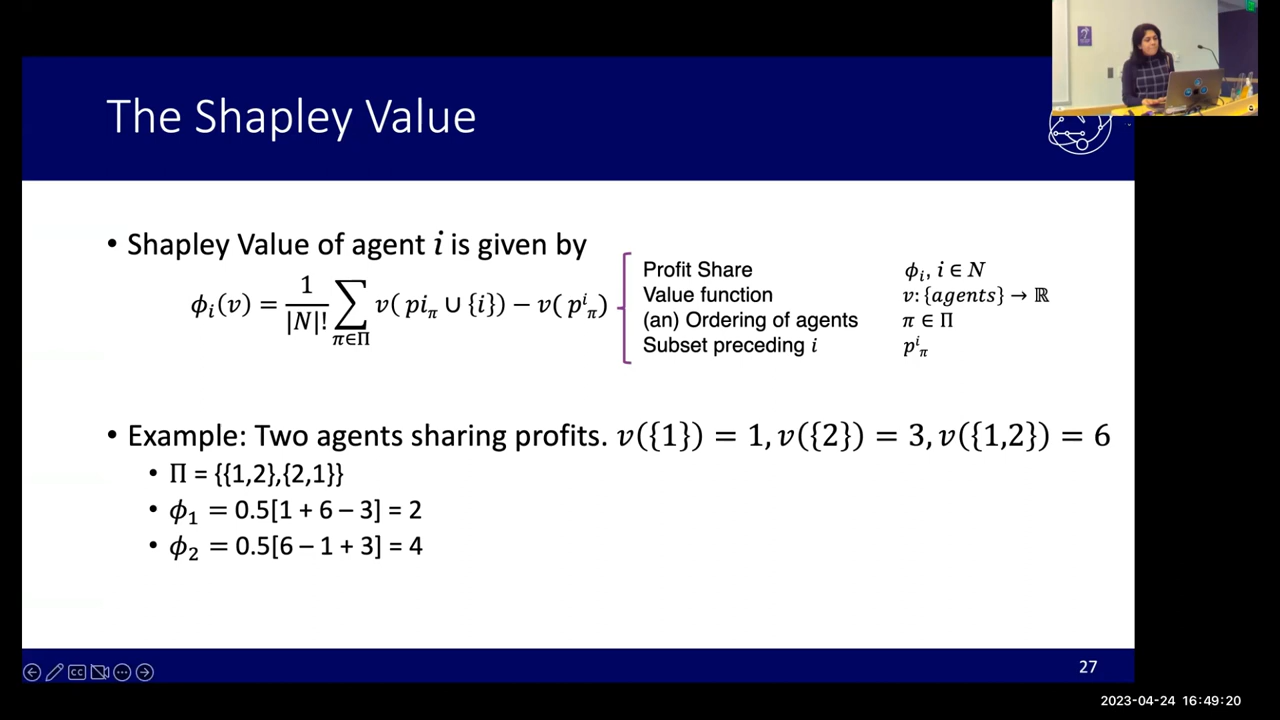 The Shapley Value
• Shapley Value of agent 𝑖 is given by
𝜙ᵢ(𝑣) = 1/|𝑁|! ∑_{𝜋∈Π} 𝑣( 𝑝𝑖_𝜋 ∪ {𝑖}) − 𝑣( 𝑝ⁱ_𝜋)
Profit Share 𝜙ᵢ, 𝑖 ∈ 𝑁
Value function 𝑣: {𝑎𝑔𝑒𝑛𝑡𝑠} → ℝ
(an) Ordering of agents 𝜋 ∈ Π
Subset preceding 𝑖 𝑝ⁱ_𝜋
• Example: Two agents sharing profits. 𝑣({1}) = 1, 𝑣({2}) = 3, 𝑣({1,2}) = 6
• Π = {{1,2},{2,1}}
• 𝜙₁ = 0.5[1 + 6 – 3] = 2
• 𝜙₂ = 0.5[6 – 1 + 3] = 4
27
2023-04-24 16:49:20